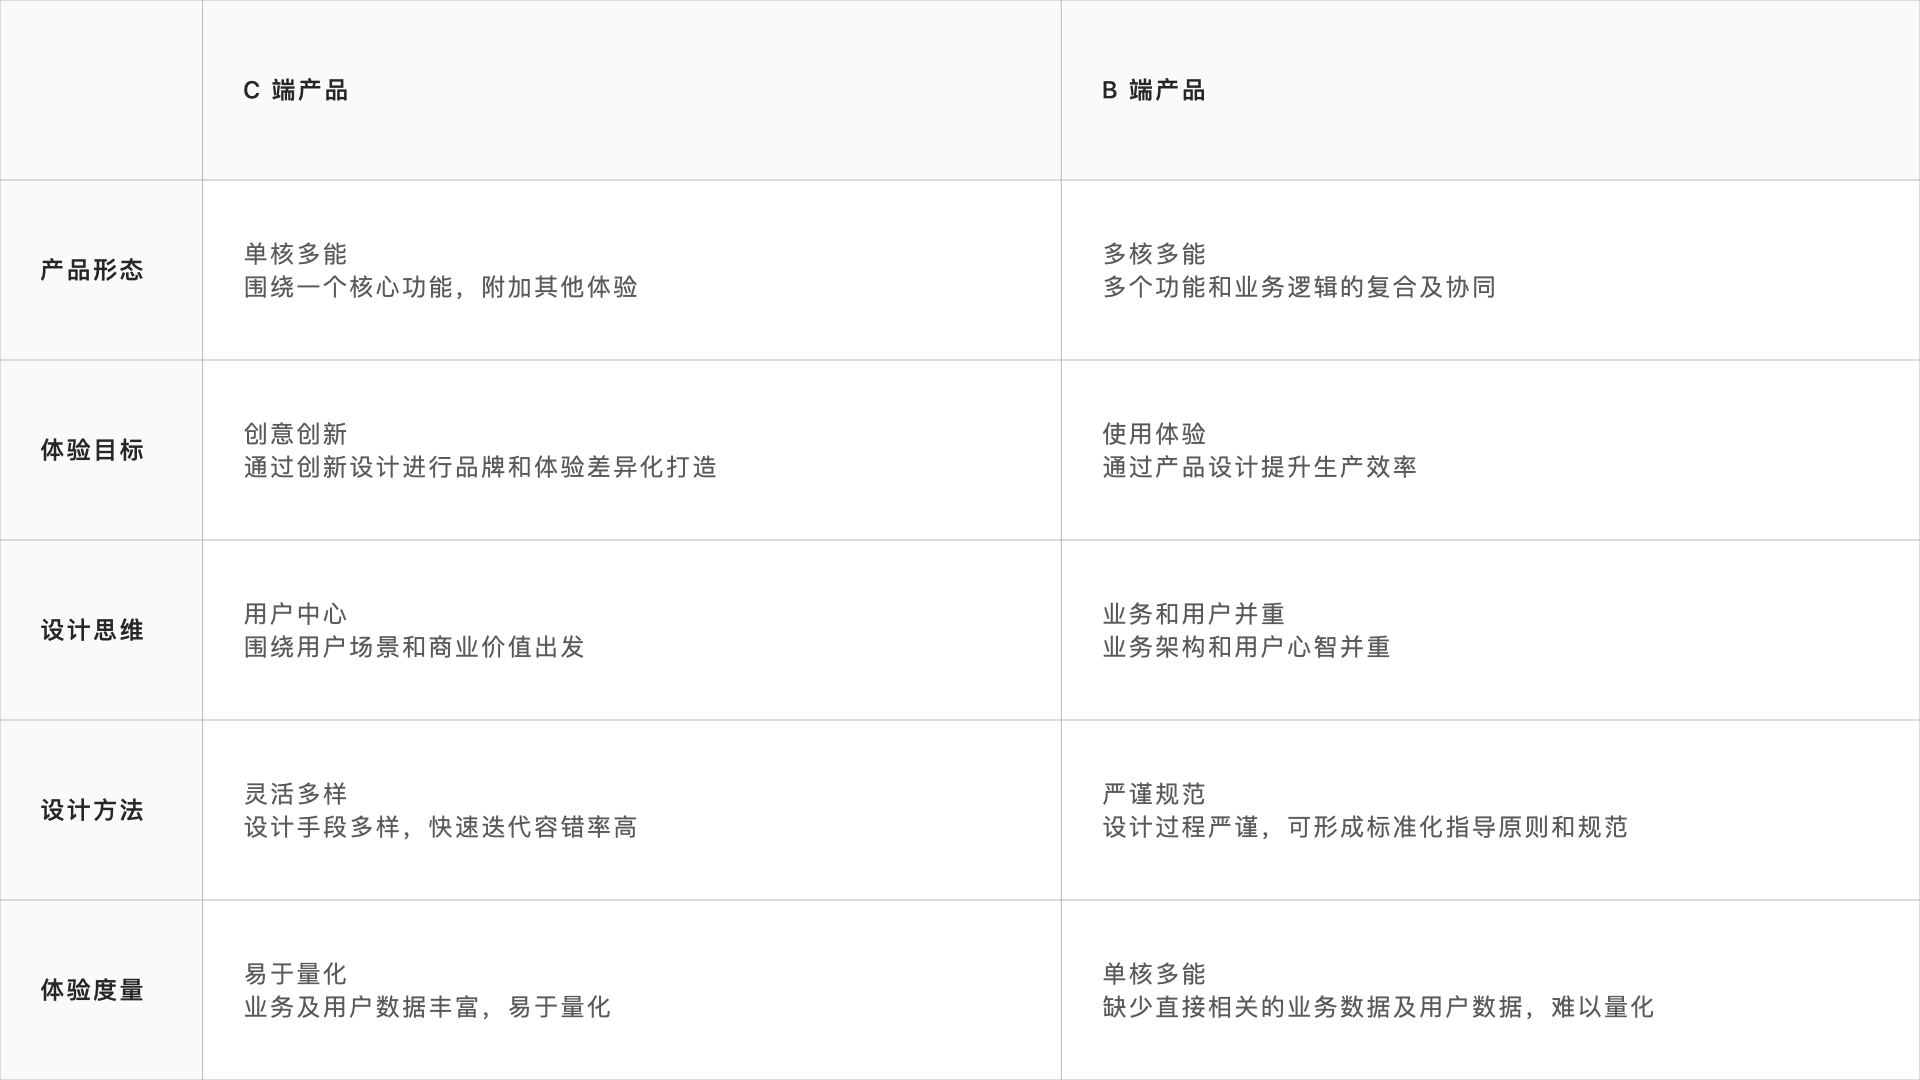 C 端产品
B 端产品
产品形态
单核多能
围绕一个核心功能，附加其他体验
多核多能
多个功能和业务逻辑的复合及协同
体验目标
创意创新
通过创新设计进行品牌和体验差异化打造
使用体验
通过产品设计提升生产效率
设计思维
用户中心
围绕用户场景和商业价值出发
业务和用户并重
业务架构和用户心智并重
设计方法
灵活多样
设计手段多样，快速迭代容错率高
严谨规范
设计过程严谨，可形成标准化指导原则和规范
体验度量
易于量化
业务及用户数据丰富，易于量化
单核多能
缺少直接相关的业务数据及用户数据，难以量化